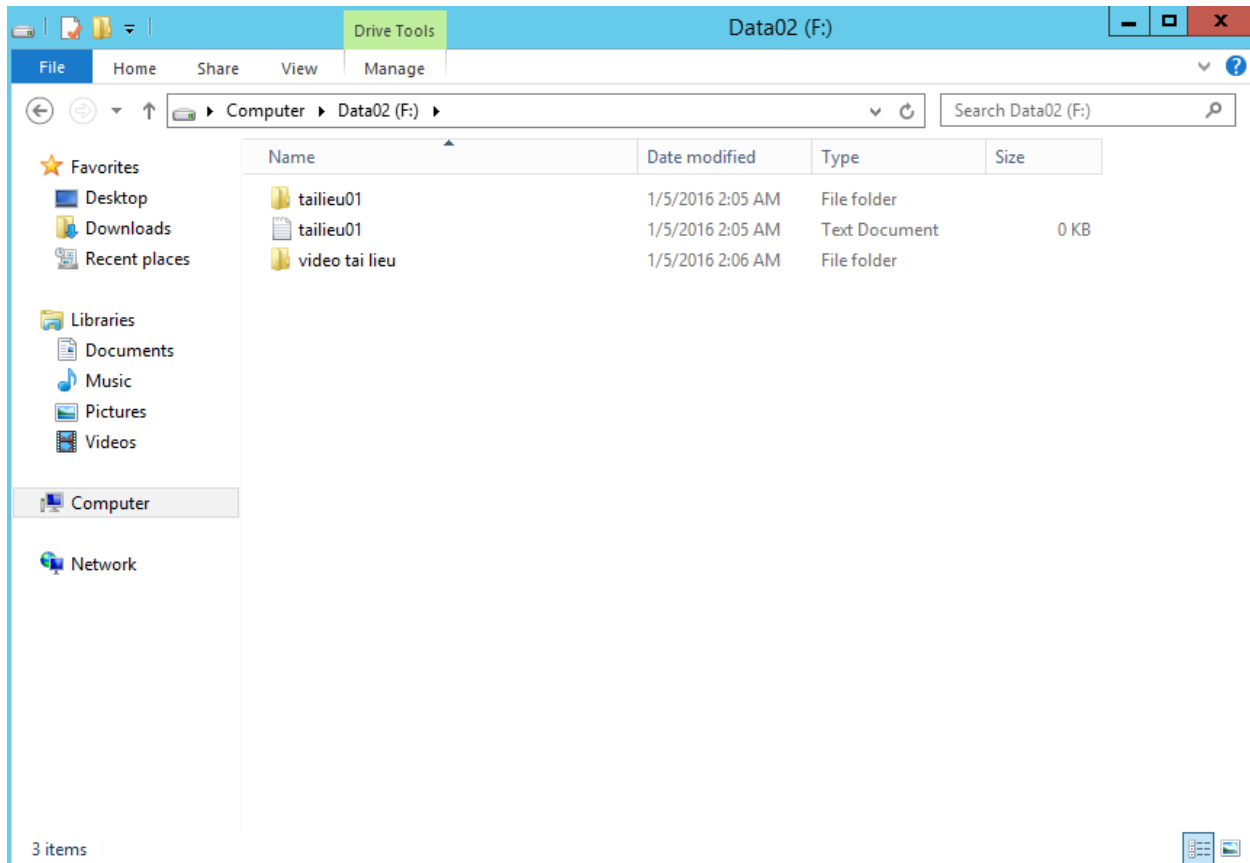 Drive Tools
Data02 (F:)
File Home Share View Manage
Computer Data02 (F:)
Search Data02 (F:)
Name Date modified Type Size
Favorites
Desktop
Downloads
Recent places
Libraries
Documents
Music
Pictures
Videos
Computer
Network
tailieu01 1/5/2016 2:05 AM File folder
tailieu01 1/5/2016 2:05 AM Text Document 0 KB
video tai lieu 1/5/2016 2:06 AM File folder
3 items